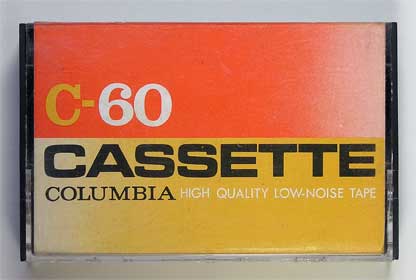 C-60
CASSETTE
COLUMBIA HIGH QUALITY LOW-NOISE TAPE